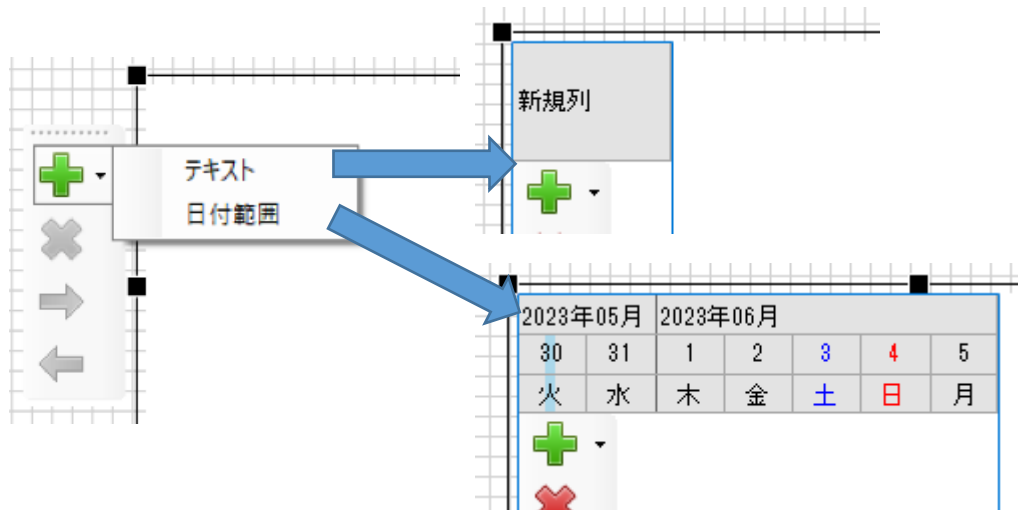 テキスト
日付範囲
新規列
2023年05月 2023年06月
30 31 1 2 3 4 5
火 水 木 金 土 日 月